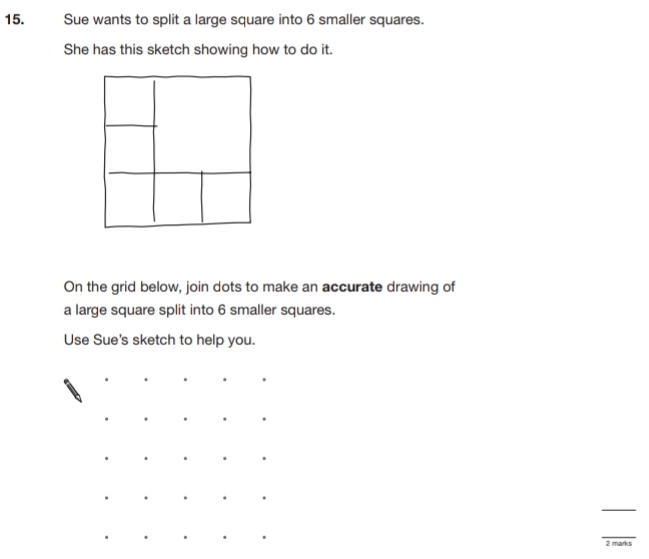 15. Sue wants to split a large square into 6 smaller squares.
She has this sketch showing how to do it.
On the grid below, join dots to make an accurate drawing of
a large square split into 6 smaller squares.
Use Sue's sketch to help you.
2 marks